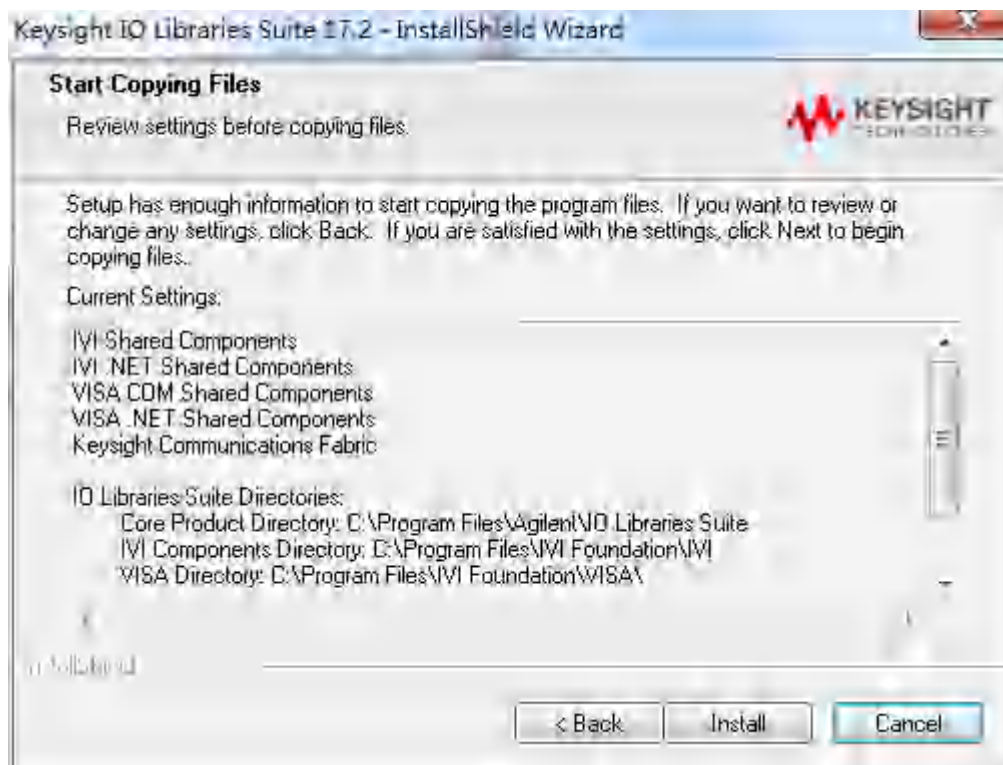 Keysight IO Libraries Suite 17.2 - InstallShield Wizard
Start Copying Files
Review settings before copying files.
KEYSIGHT
TECHNOLOGIES
Setup has enough information to start copying the program files. If you want to review or
change any settings, click Back. If you are satisfied with the settings, click Next to begin
copying files.
Current Settings:
IVI Shared Components
IVI .NET Shared Components
VISA COM Shared Components
VISA .NET Shared Components
Keysight Communications Fabric
IO Libraries Suite Directories:
Core Product Directory: C:\Program Files\Agilent\IO Libraries Suite
IVI Components Directory: C:\Program Files\IVI Foundation\IVI
VISA Directory: C:\Program Files\IVI Foundation\VISA\
InstallShield
< Back
Install
Cancel